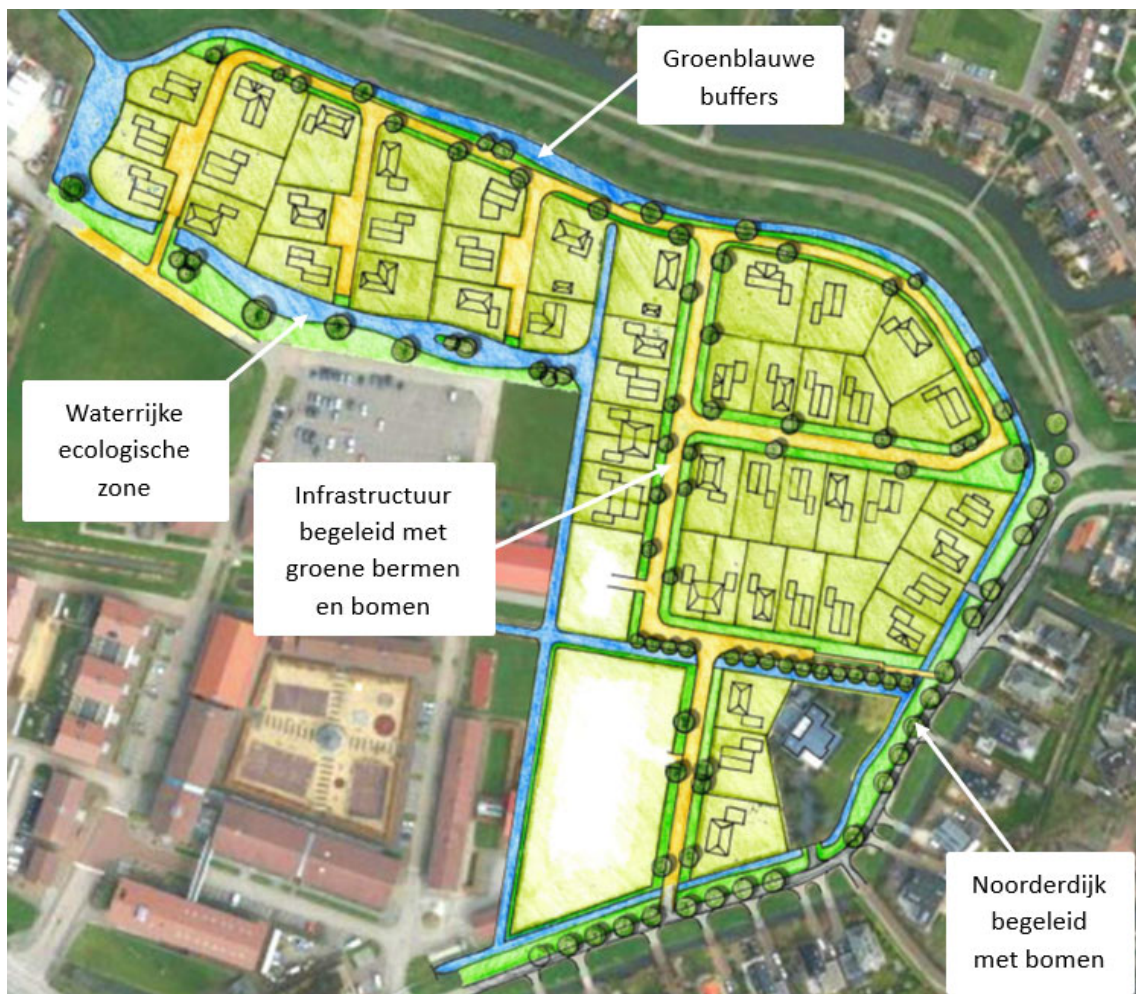 Groenblauwe
buffers
Waterrijke
ecologische
zone
Infrastructuur
begeleid met
groene bermen
en bomen
Noorderdijk
begeleid
met bomen